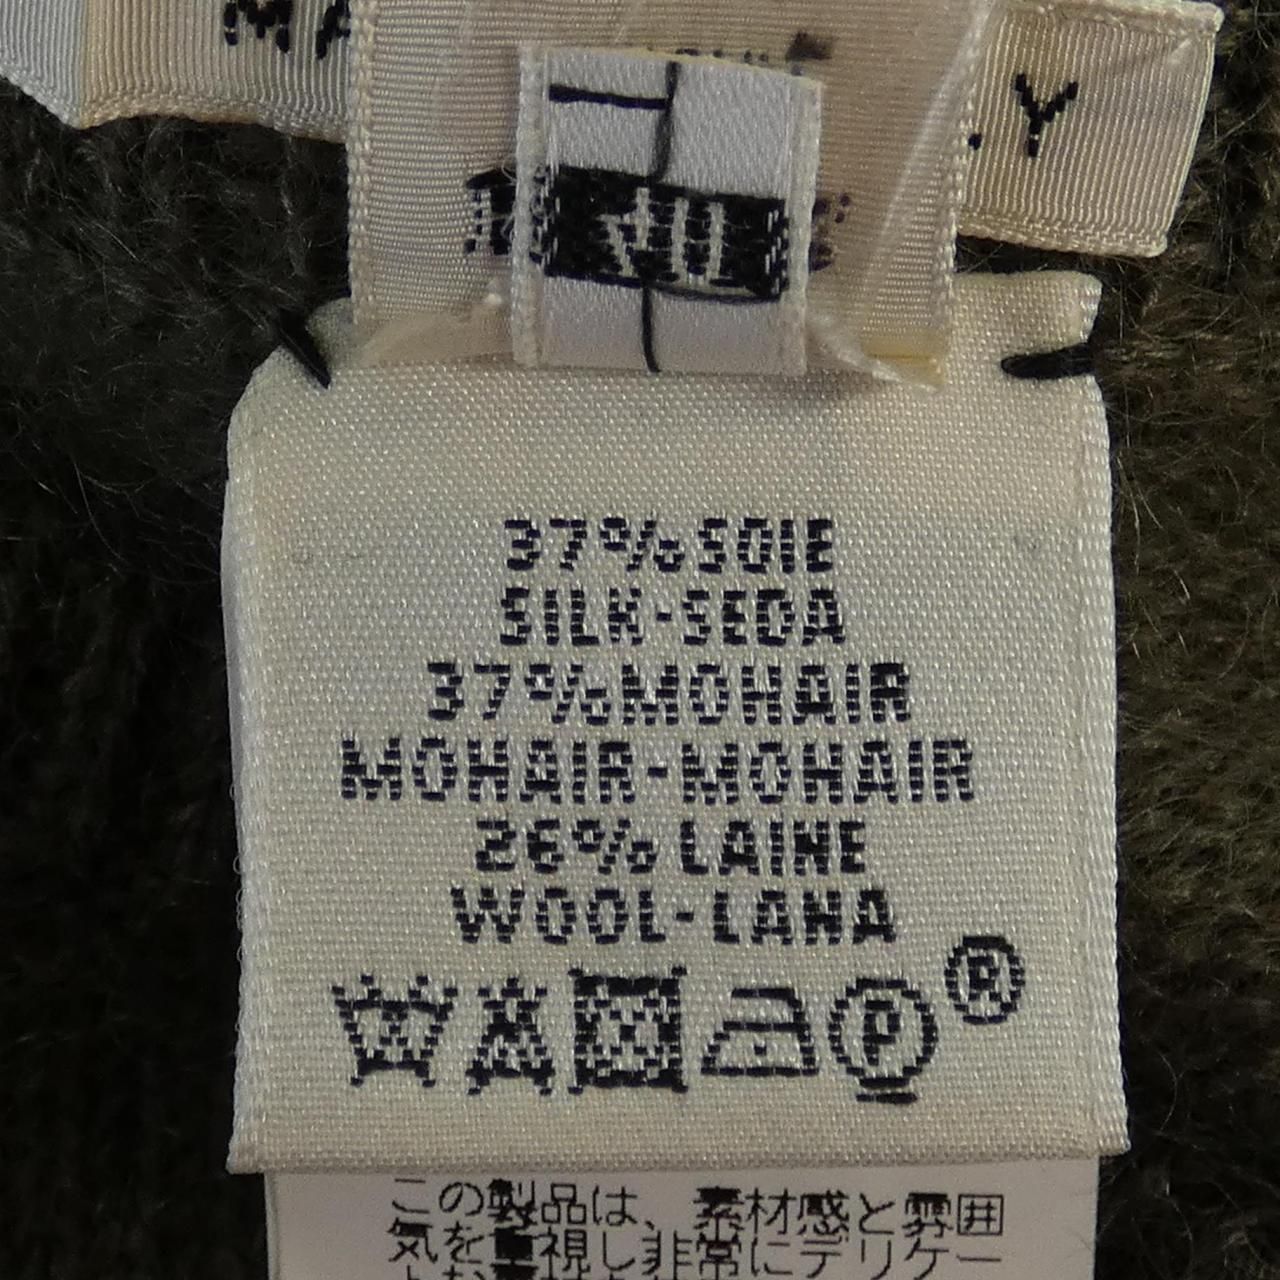 MA
. Y
37% SOIE
SILK-SEDA
37% MOHAIR
MOHAIR-MOHAIR
26% LAINE
WOOL-LANA
P
®
この製品は、素材感と雰囲
気を重視し非常にデリケー